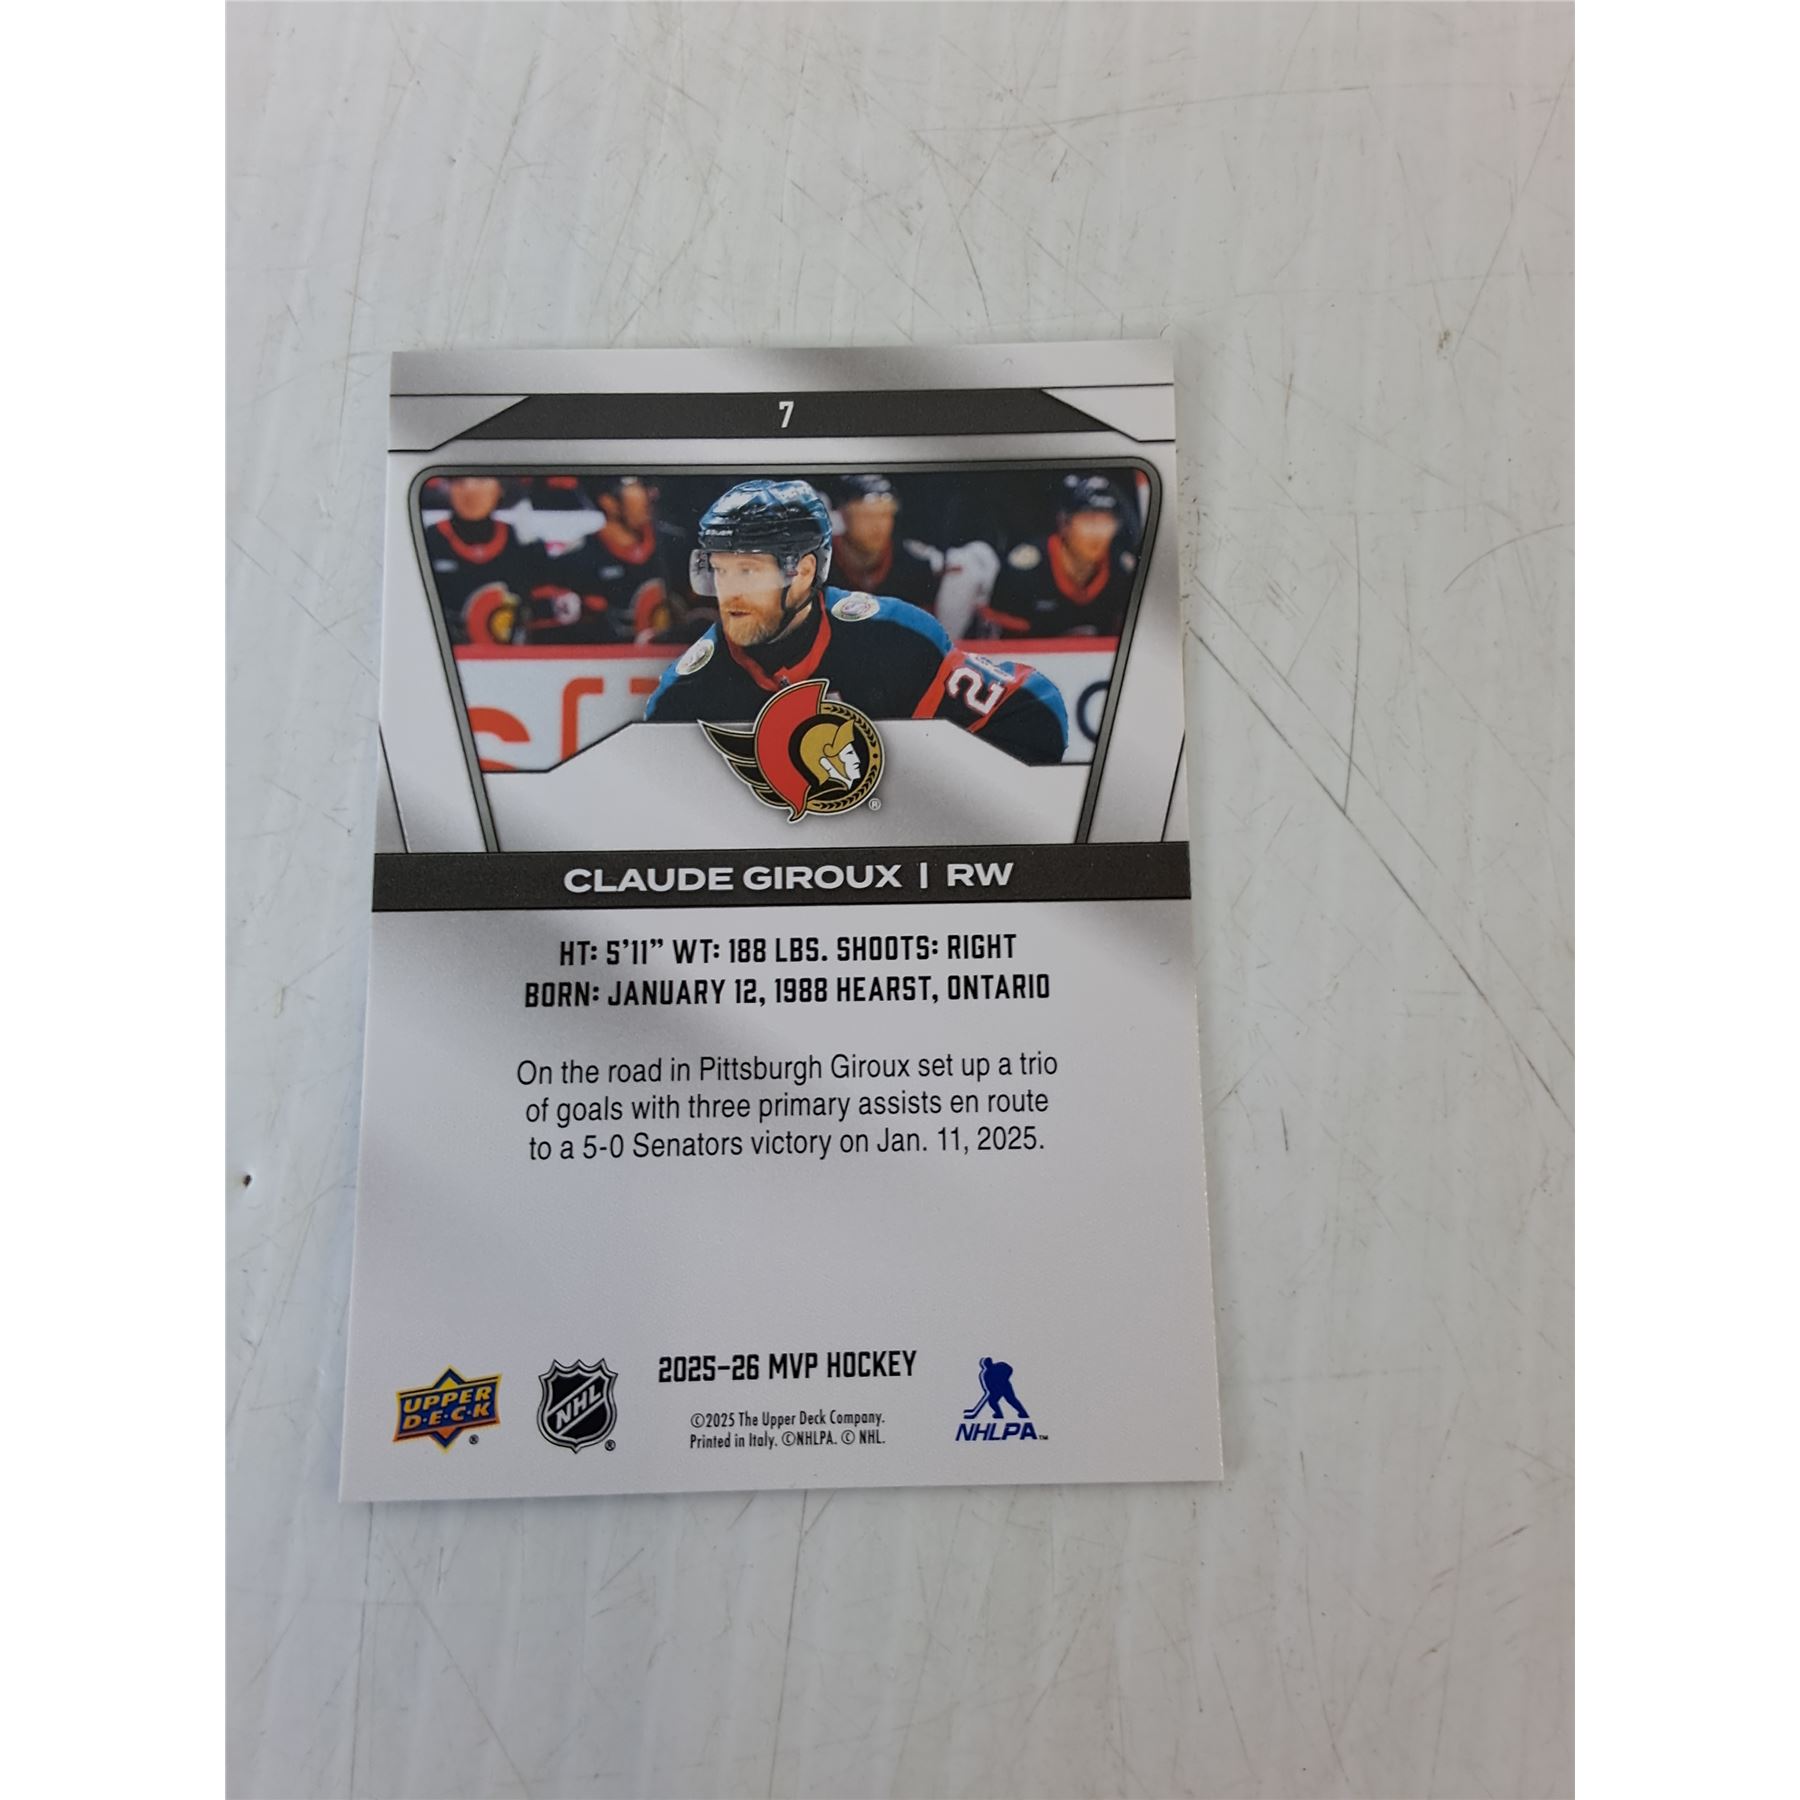 7
28
CLAUDE GIROUX | RW
HT: 5'11” WT: 188 LBS. SHOOTS: RIGHT
BORN: JANUARY 12, 1988 HEARST, ONTARIO
On the road in Pittsburgh Giroux set up a trio
of goals with three primary assists en route
to a 5-0 Senators victory on Jan. 11, 2025.
2025-26 MVP HOCKEY
UPPER
D·E·C·K
®
NHL
®
©2025 The Upper Deck Company.
Printed in Italy. ©NHLPA. © NHL.
NHLPA™